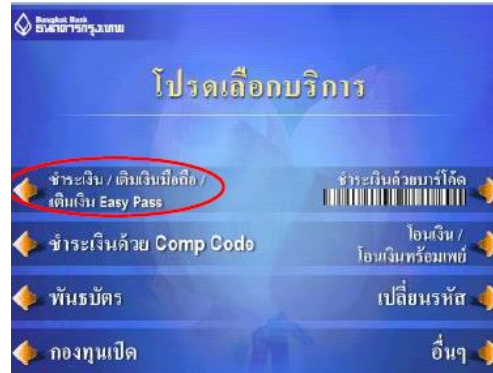 Bangkok Bank
ธนาคารกรุงเทพ
โปรดเลือกบริการ
ชำระเงิน / เติมเงินมือถือ /
เติมเงิน Easy Pass
ชำระเงินด้วยบาร์โค้ด
ชำระเงินด้วย Comp Code
โอนเงิน /
โอนเงินพร้อมเพย์
พันธบัตร
เปลี่ยนรหัส
กองทุนเปิด
อื่นๆ